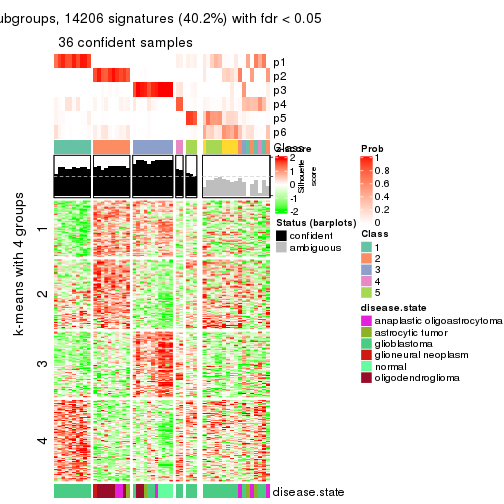 ubgroups, 14206 signatures (40.2%) with fdr < 0.05
36 confident samples
p1
p2
p3
p4
p5
p6
Class
z-score
2
1
0
-1
-2
Silhouette
score
Prob
1
0.8
0.6
0.4
0.2
0
Status (barplots)
confident
ambiguous
Class
1
2
3
4
5
disease.state
anaplastic oligoastrocytoma
astrocytic tumor
glioblastoma
glioneural neoplasm
normal
oligodendroglioma
k-means with 4 groups
1
2
3
4
disease.state